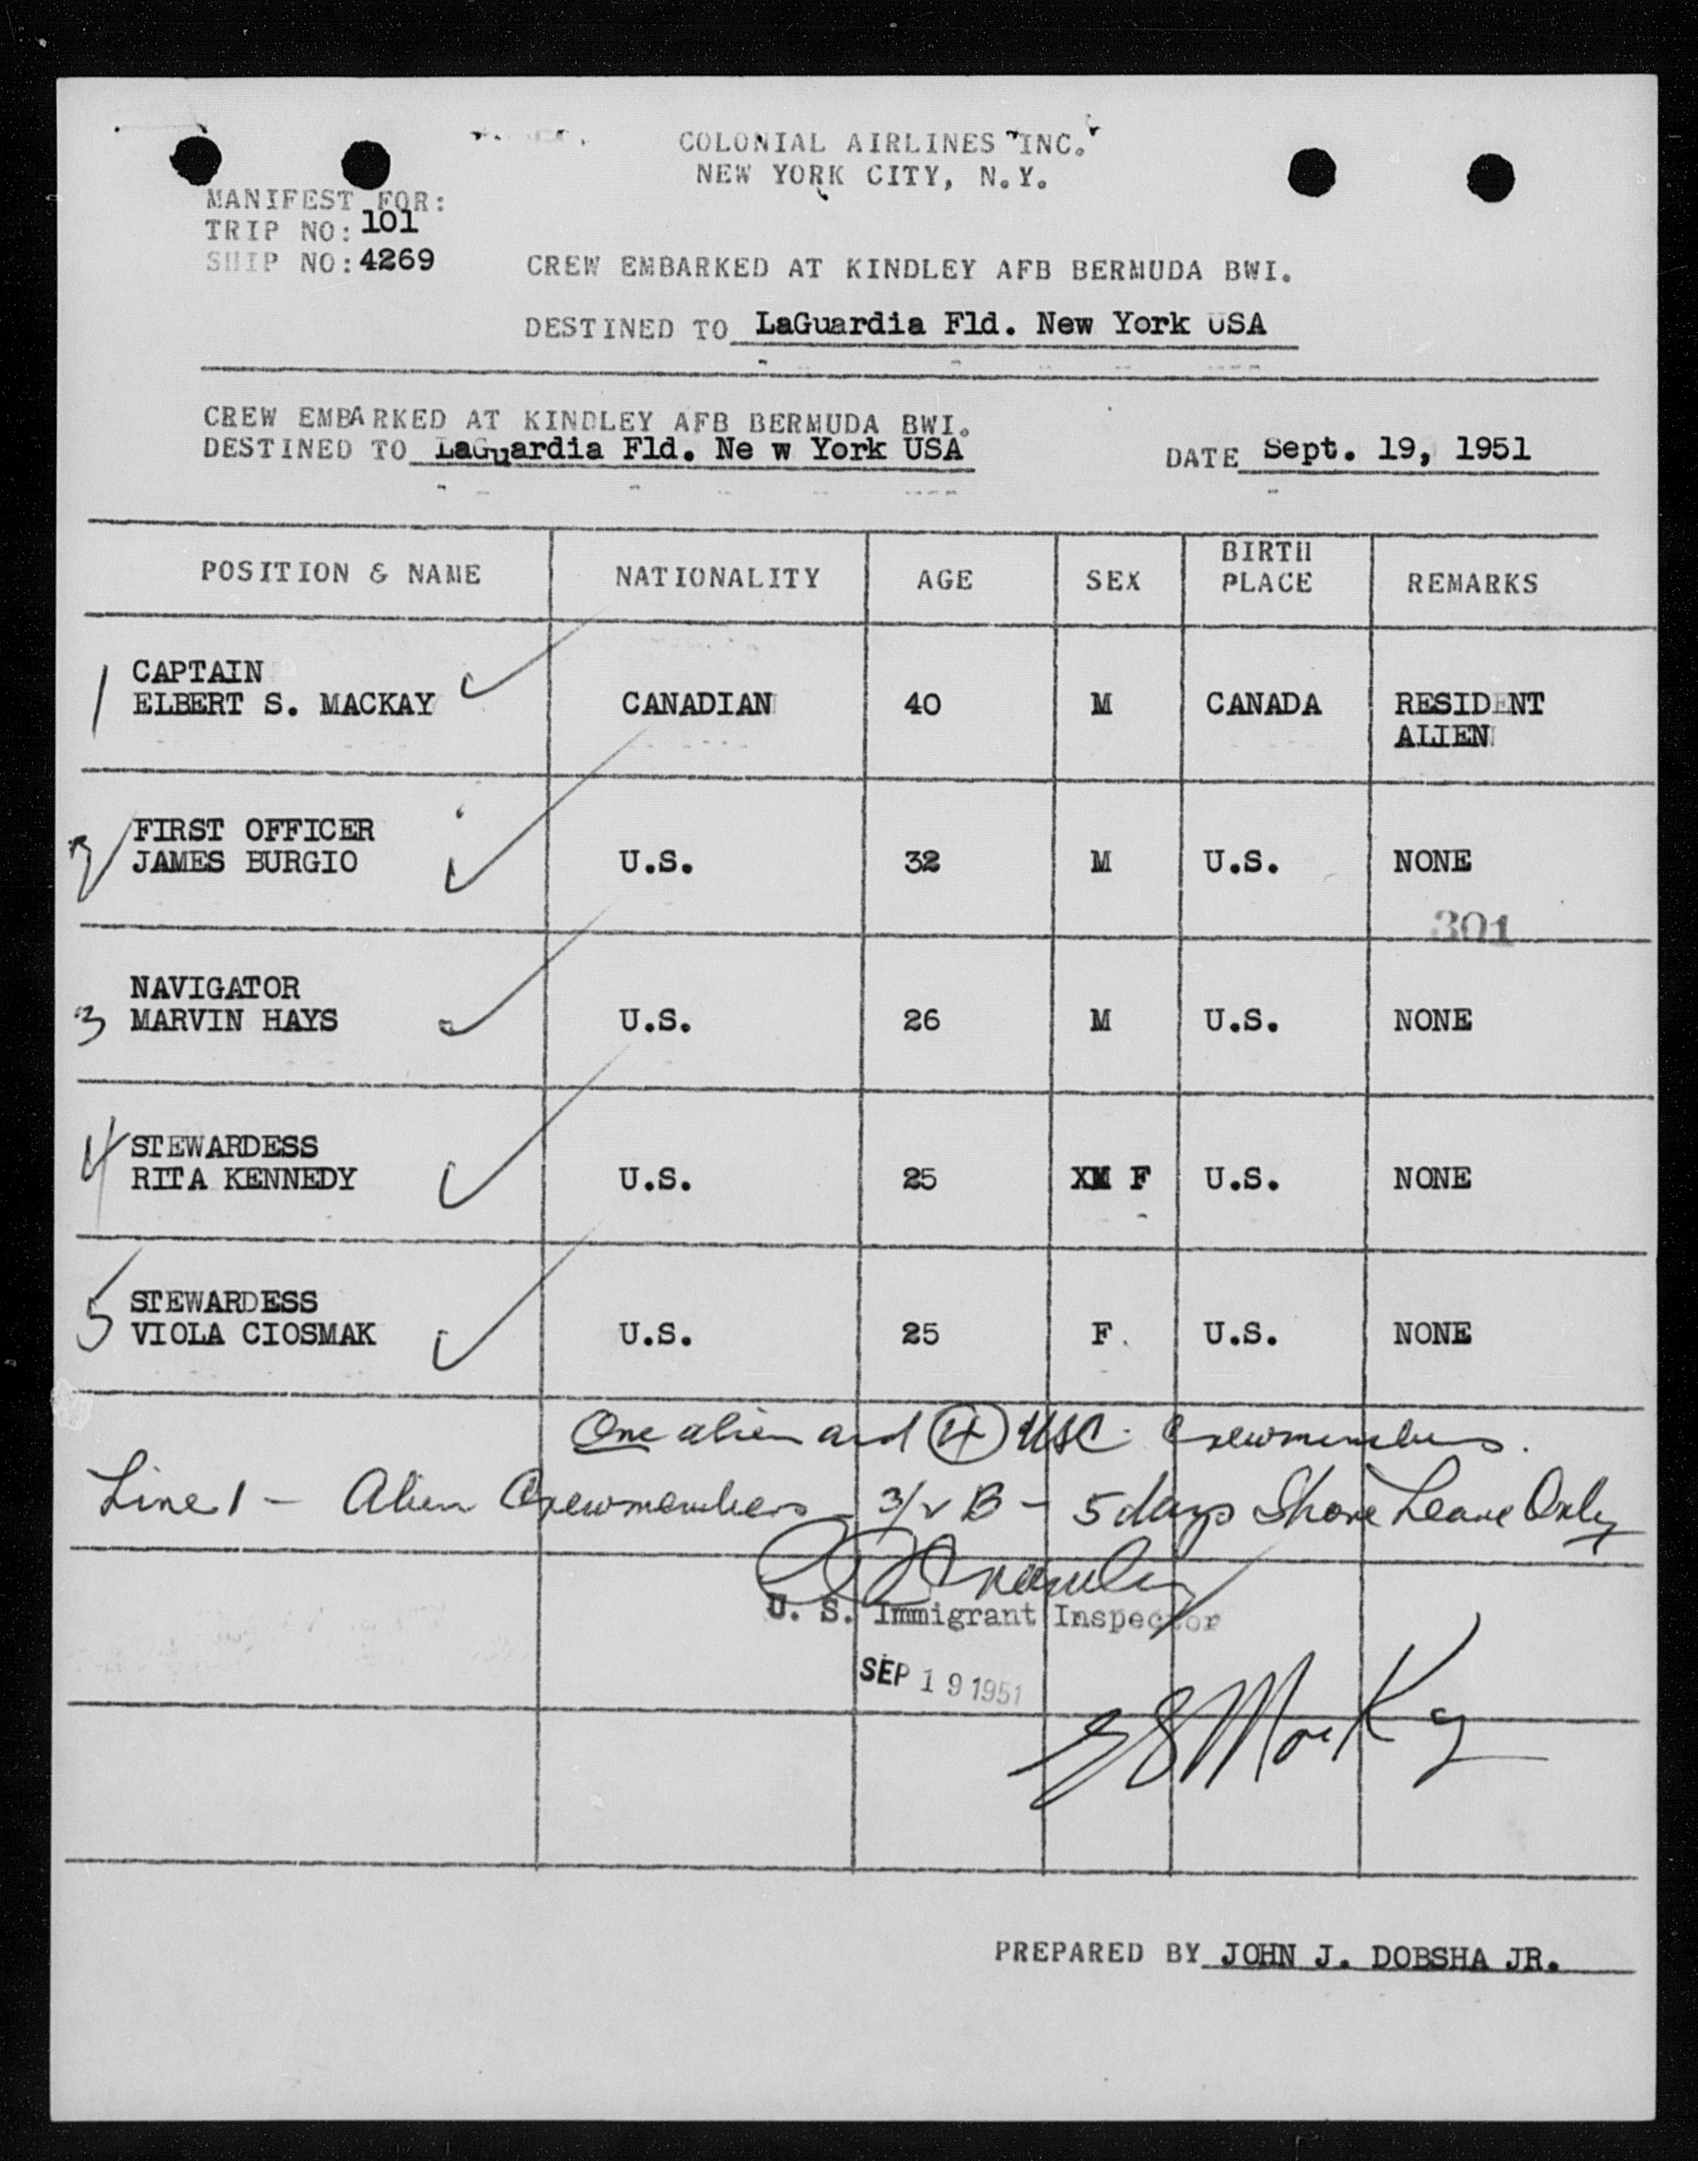 COLONIAL AIRLINES INC.
NEW YORK CITY, N.Y.
MANIFEST FOR:
TRIP NO: 101
SHIP NO: 4269
CREW EMBARKED AT KINDLEY AFB BERMUDA BWI.
DESTINED TO LaGuardia Fld. New York USA
CREW EMBARKED AT KINDLEY AFB BERMUDA BWI.
DESTINED TO LaGuardia Fld. Ne w York USA
DATE Sept. 19, 1951
POSITION & NAME NATIONALITY AGE SEX BIRTH PLACE REMARKS
1 CAPTAIN
ELBERT S. MACKAY CANADIAN 40 M CANADA RESIDENT
ALIEN
2 FIRST OFFICER
JAMES BURGIO U.S. 32 M U.S. NONE
301
NAVIGATOR
3 MARVIN HAYS U.S. 26 M U.S. NONE
4 STEWARDESS
RITA KENNEDY U.S. 25 XM F U.S. NONE
5 STEWARDESS
VIOLA CIOSMAK U.S. 25 F U.S. NONE
One alien and 4 USC. Crewmembers.
Line 1 - Alien Crewmembers - B - 5 days Shore Leave Only
U. S. Immigrant Inspector
SEP 19 1951
ES MacKay
PREPARED BY JOHN J. DOBSHA JR.